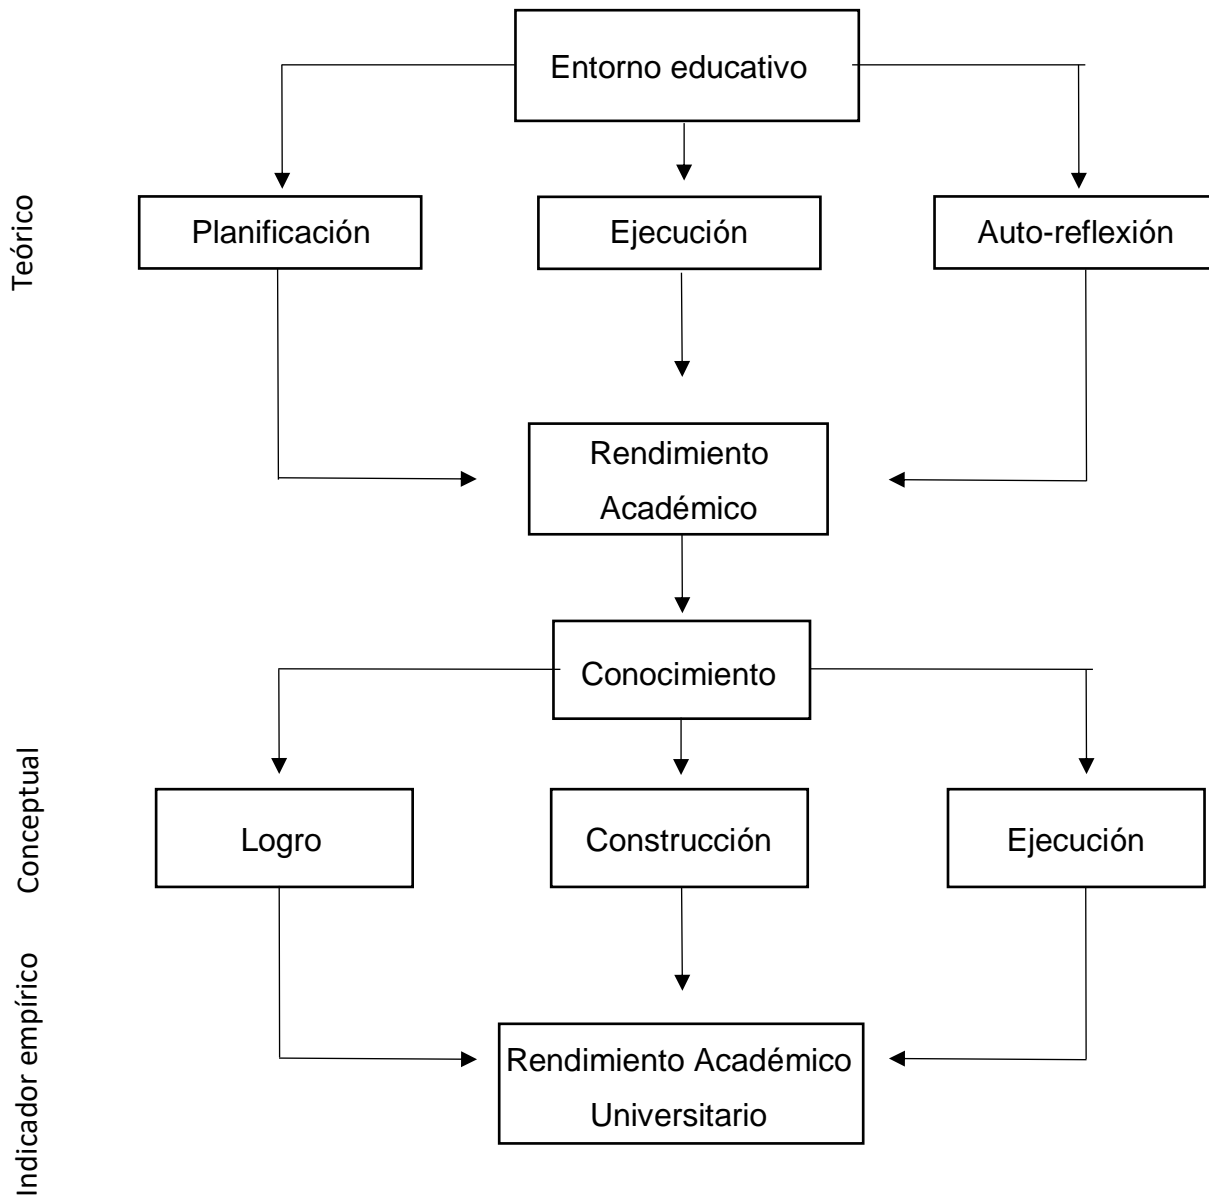 Entorno educativo
Teórico
Planificación
Ejecución
Auto-reflexión
Rendimiento
Académico
Conocimiento
Conceptual
Logro
Construcción
Ejecución
Indicador empírico
Rendimiento Académico
Universitario